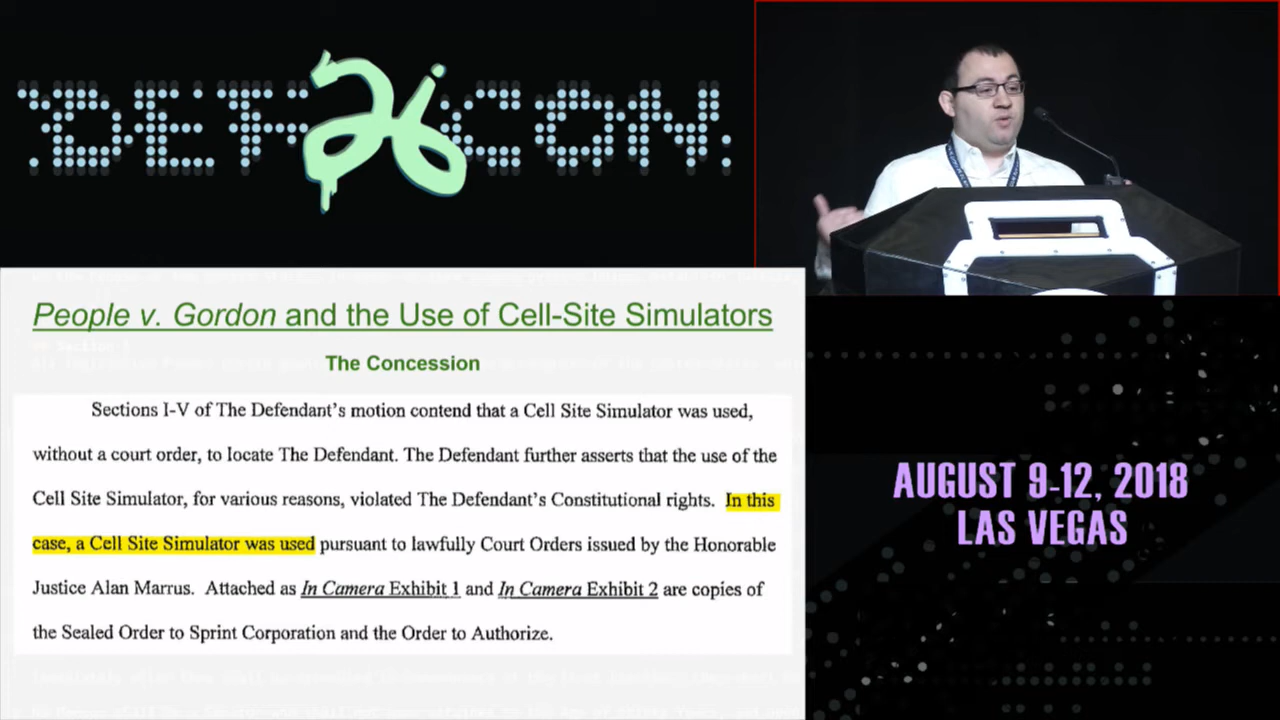 DEF CON 26
People v. Gordon and the Use of Cell-Site Simulators
The Concession
Sections I-V of The Defendant's motion contend that a Cell Site Simulator was used,
without a court order, to locate The Defendant. The Defendant further asserts that the use of the
Cell Site Simulator, for various reasons, violated The Defendant's Constitutional rights. In this
case, a Cell Site Simulator was used pursuant to lawfully Court Orders issued by the Honorable
Justice Alan Marrus. Attached as In Camera Exhibit 1 and In Camera Exhibit 2 are copies of
the Sealed Order to Sprint Corporation and the Order to Authorize.
AUGUST 9-12, 2018
LAS VEGAS